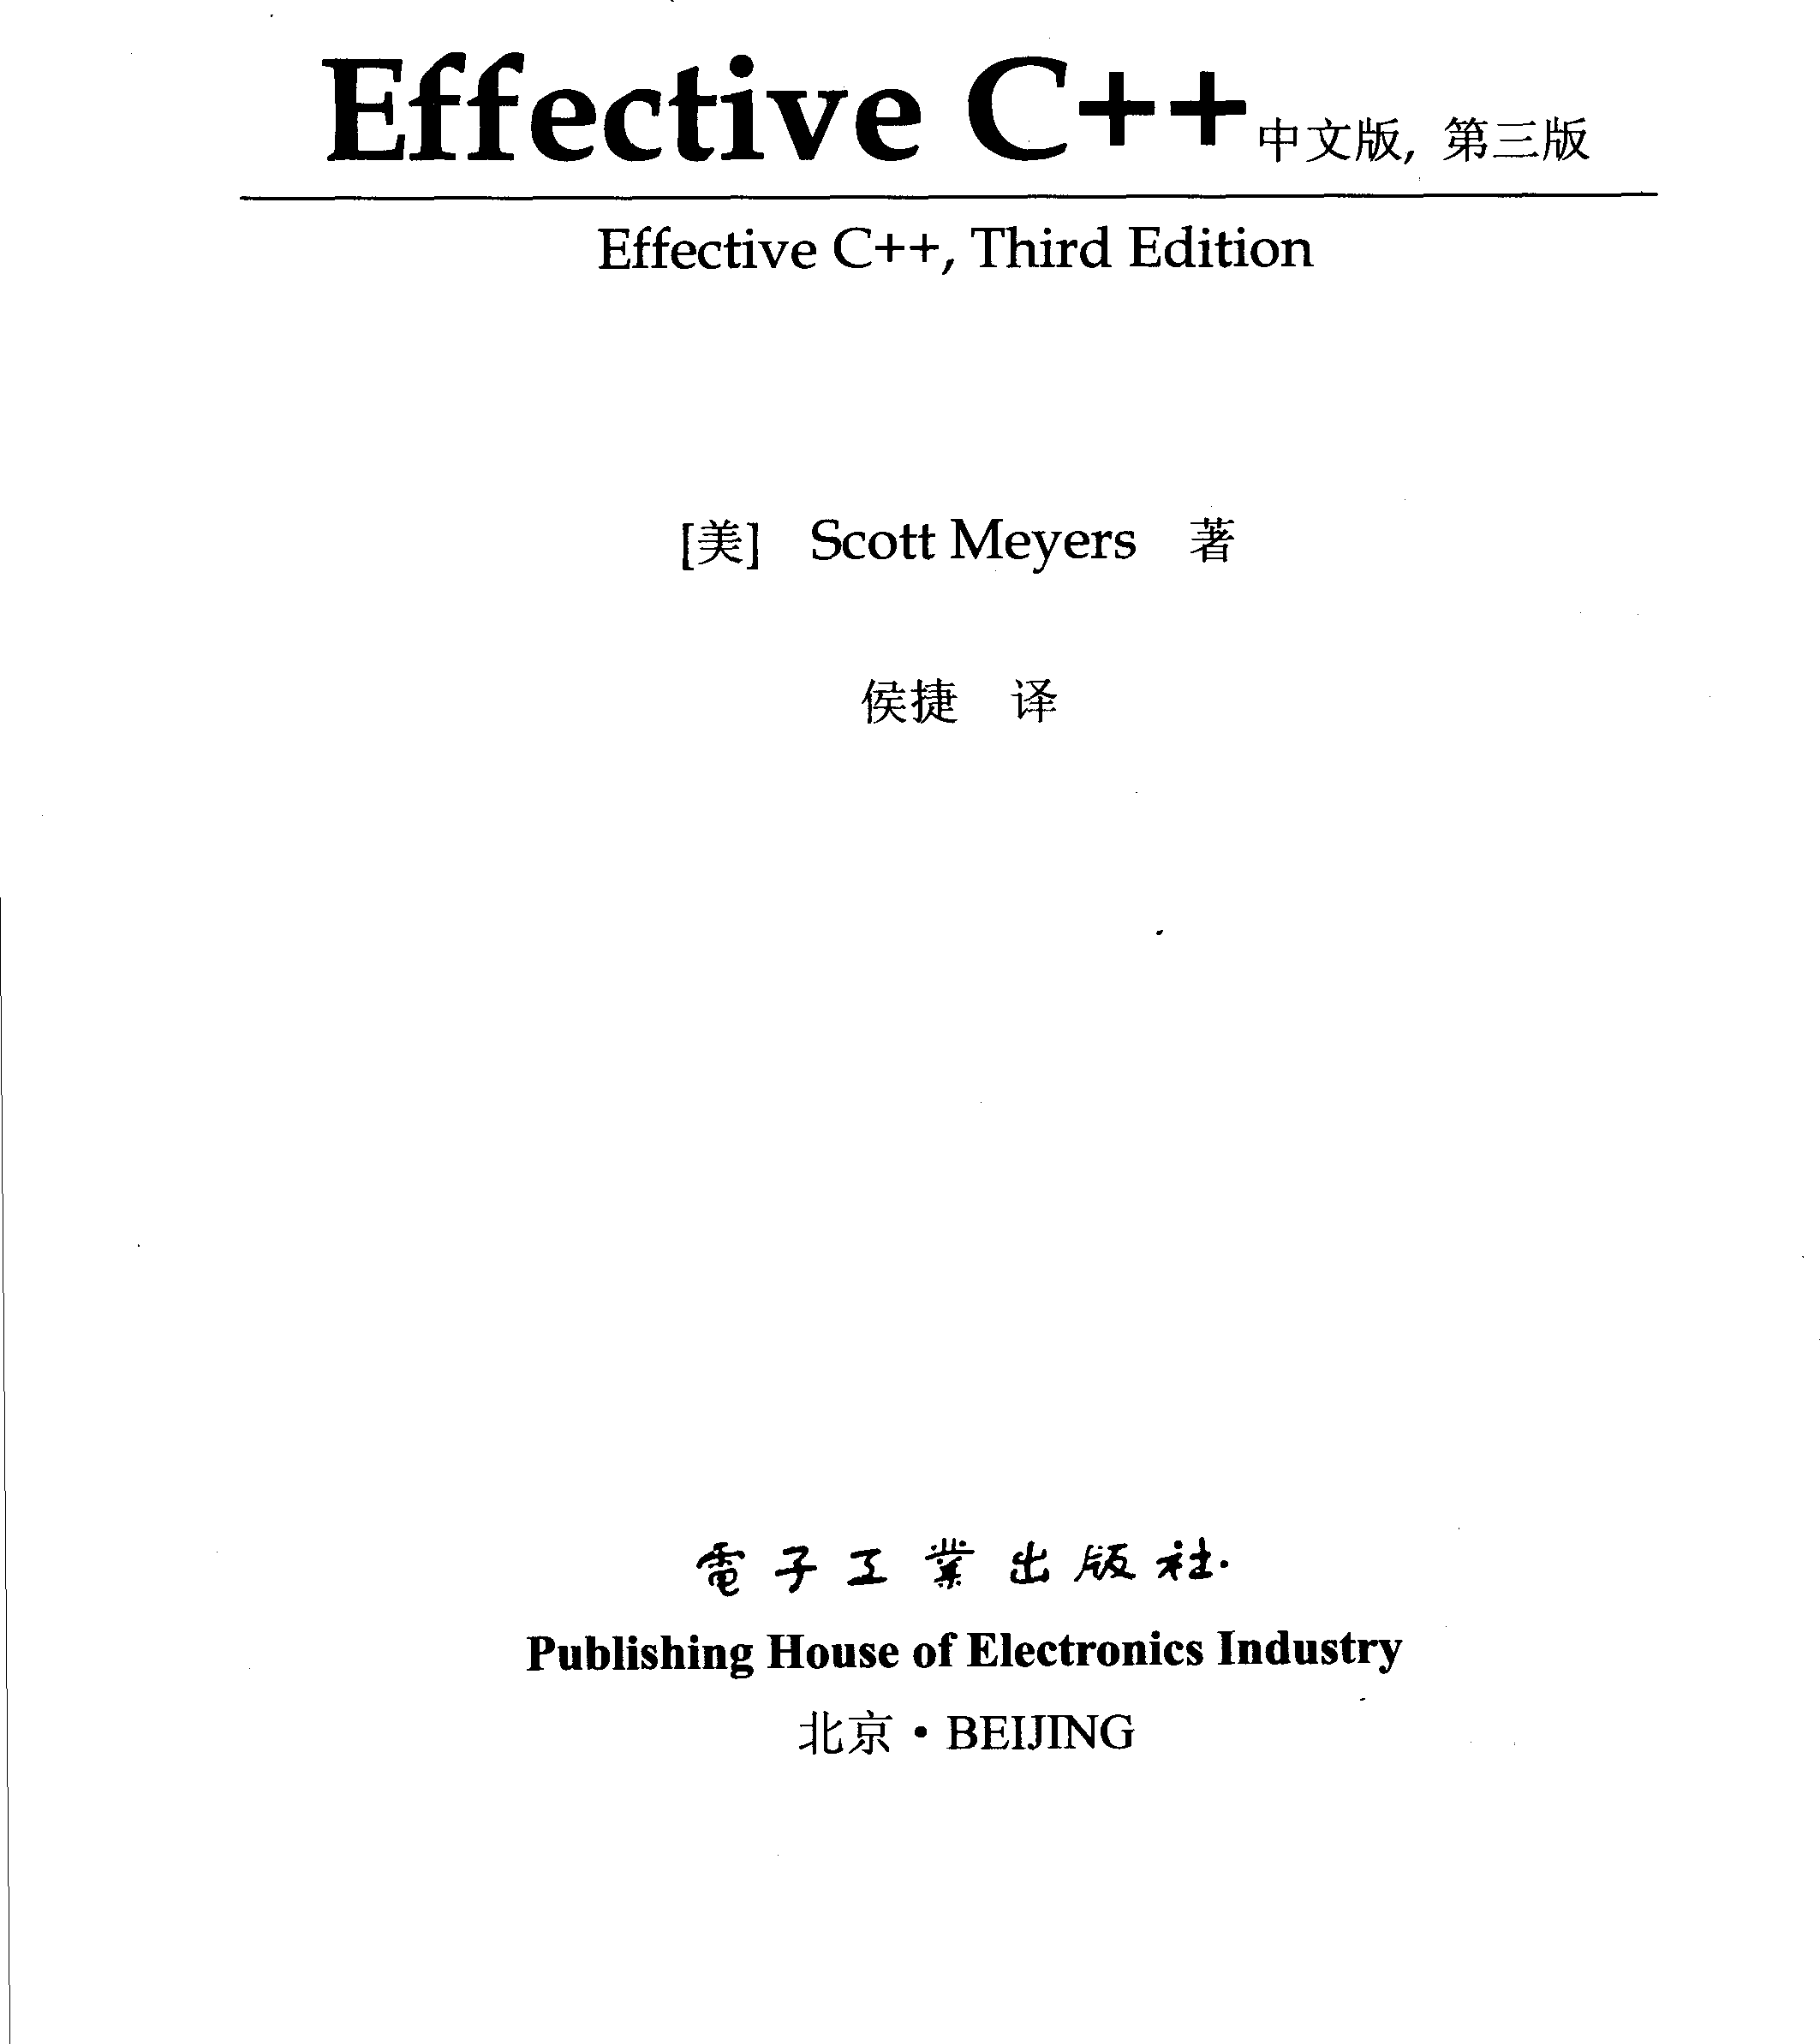 Effective C++中文版, 第三版
Effective C++, Third Edition
[美] Scott Meyers 著
侯捷 译
電子工業出版社.
Publishing House of Electronics Industry
北京·BEIJING